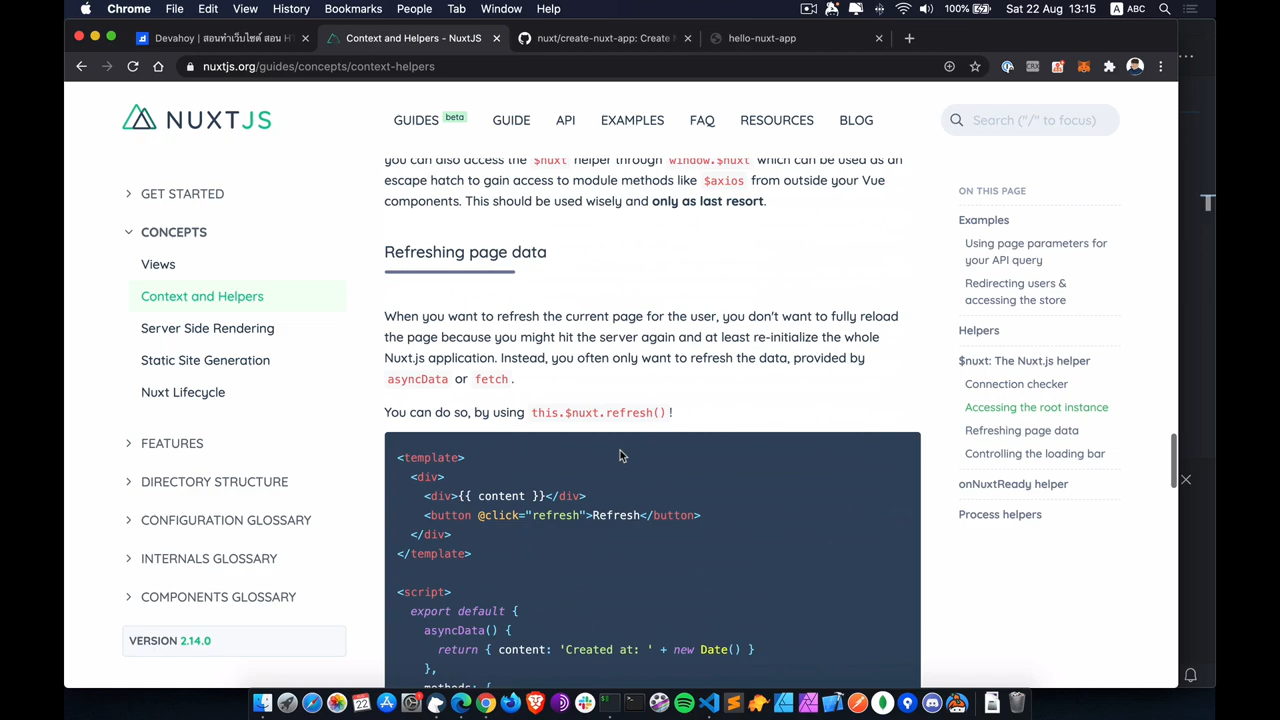 Chrome File Edit View History Bookmarks People Tab Window Help 100% Sat 22 Aug 13:15 A ABC
Devahoy | สอนทำเว็บไซต์ สอน HT
Context and Helpers - NuxtJS
nuxt/create-nuxt-app: Create
hello-nuxt-app
nuxtjs.org/guides/concepts/context-helpers
NUXTJS
GUIDES beta GUIDE API EXAMPLES FAQ RESOURCES BLOG
Search ("/" to focus)
GET STARTED
CONCEPTS
Views
Context and Helpers
Server Side Rendering
Static Site Generation
Nuxt Lifecycle
FEATURES
DIRECTORY STRUCTURE
CONFIGURATION GLOSSARY
INTERNALS GLOSSARY
COMPONENTS GLOSSARY
VERSION 2.14.0
you can also access the $nuxt helper through window.$nuxt which can be used as an
escape hatch to gain access to module methods like $axios from outside your Vue
components. This should be used wisely and only as last resort.
Refreshing page data
When you want to refresh the current page for the user, you don't want to fully reload
the page because you might hit the server again and at least re-initialize the whole
Nuxt.js application. Instead, you often only want to refresh the data, provided by
asyncData or fetch.
You can do so, by using this.$nuxt.refresh()!
<template>
<div>
<div>{{ content }}</div>
<button @click="refresh">Refresh</button>
</div>
</template>
<script>
export default {
asyncData() {
return { content: 'Created at: ' + new Date() }
},
methods: {
ON THIS PAGE
Examples
Using page parameters for
your API query
Redirecting users &
accessing the store
Helpers
$nuxt: The Nuxt.js helper
Connection checker
Accessing the root instance
Refreshing page data
Controlling the loading bar
onNuxtReady helper
Process helpers